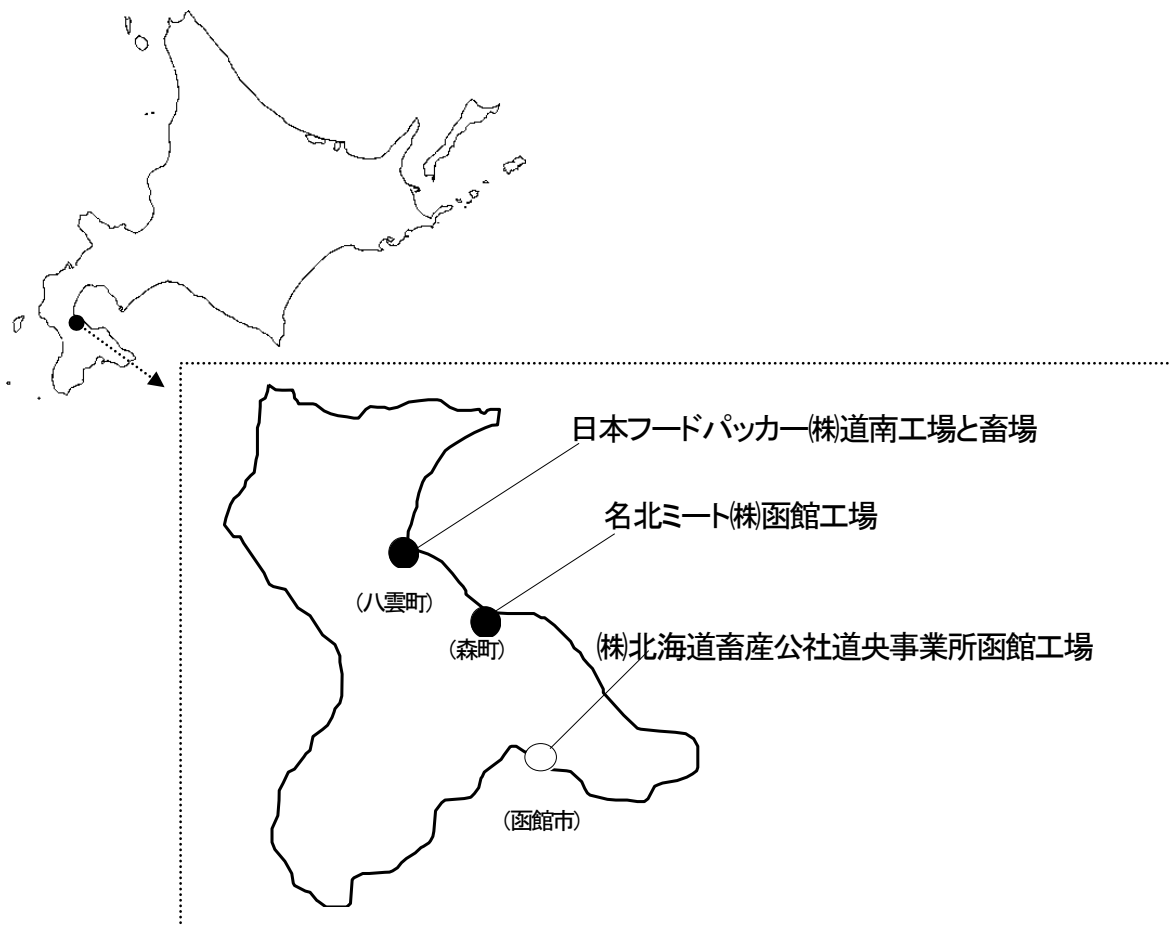 日本フードパッカー㈱道南工場と畜場
名北ミート㈱函館工場
（八雲町）
（森町）
㈱北海道畜産公社道央事業所函館工場
（函館市）